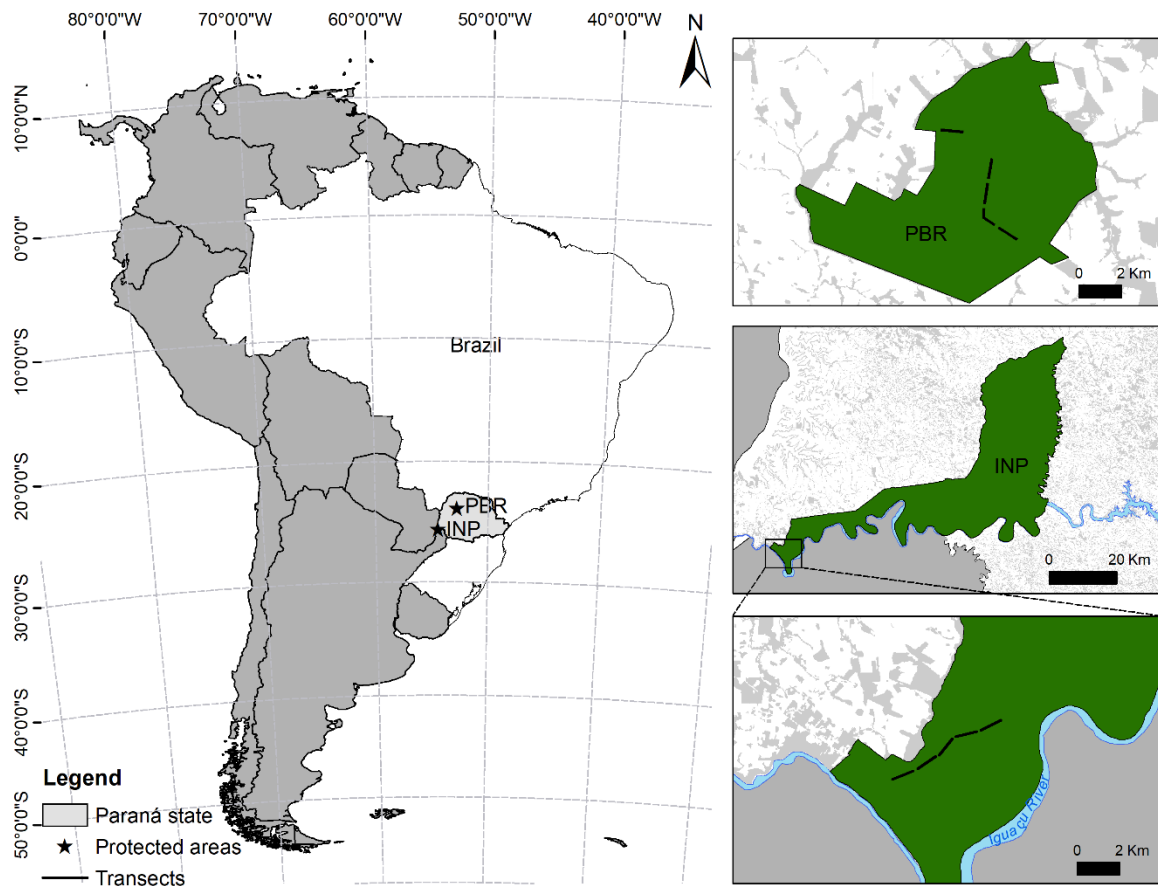 80°0'0"W 70°0'0"W 60°0'0"W 50°0'0"W 40°0'0"W
N
10°0'0"N
0°0'0"
10°0'0"S
20°0'0"S
30°0'0"S
40°0'0"S
50°0'0"S
Brazil
PBR
INP
Legend
Paraná state
Protected areas
Transects
PBR
0 2 Km
INP
0 20 Km
Iguaçu River
0 2 Km